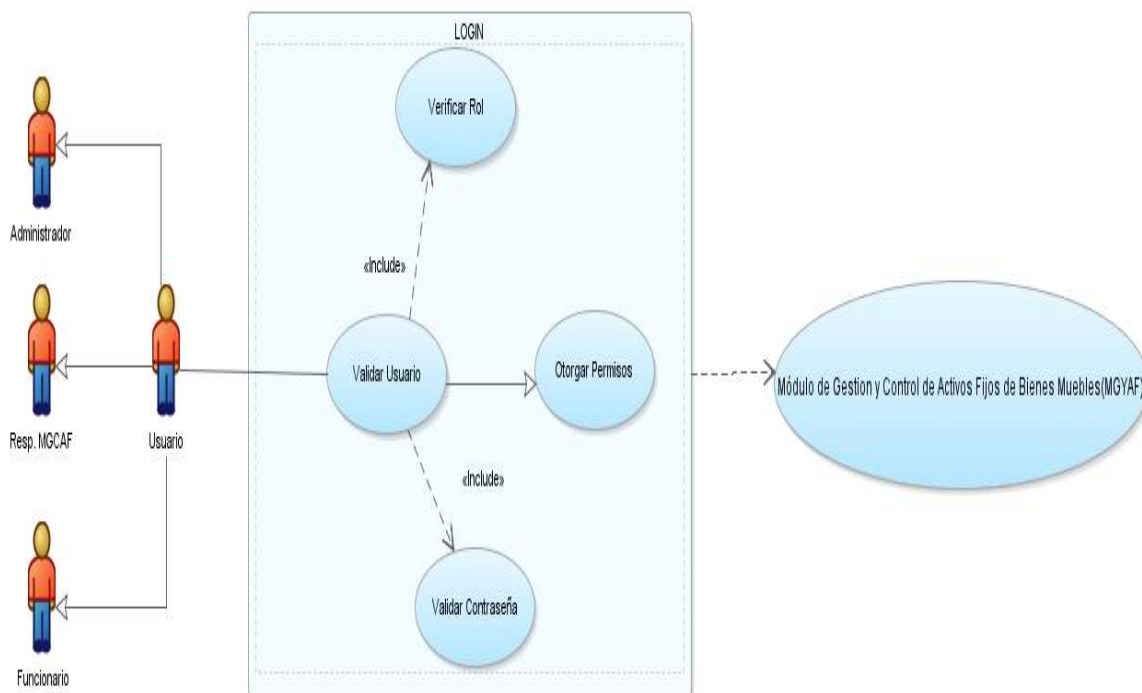 LOGIN
Verificar Rol
Administrador
«Include»
Validar Usuario
Otorgar Permisos
Módulo de Gestion y Control de Activos Fijos de Bienes Muebles(MGYAF)
Resp. MGCAF
Usuario
«Include»
Validar Contraseña
Funcionario